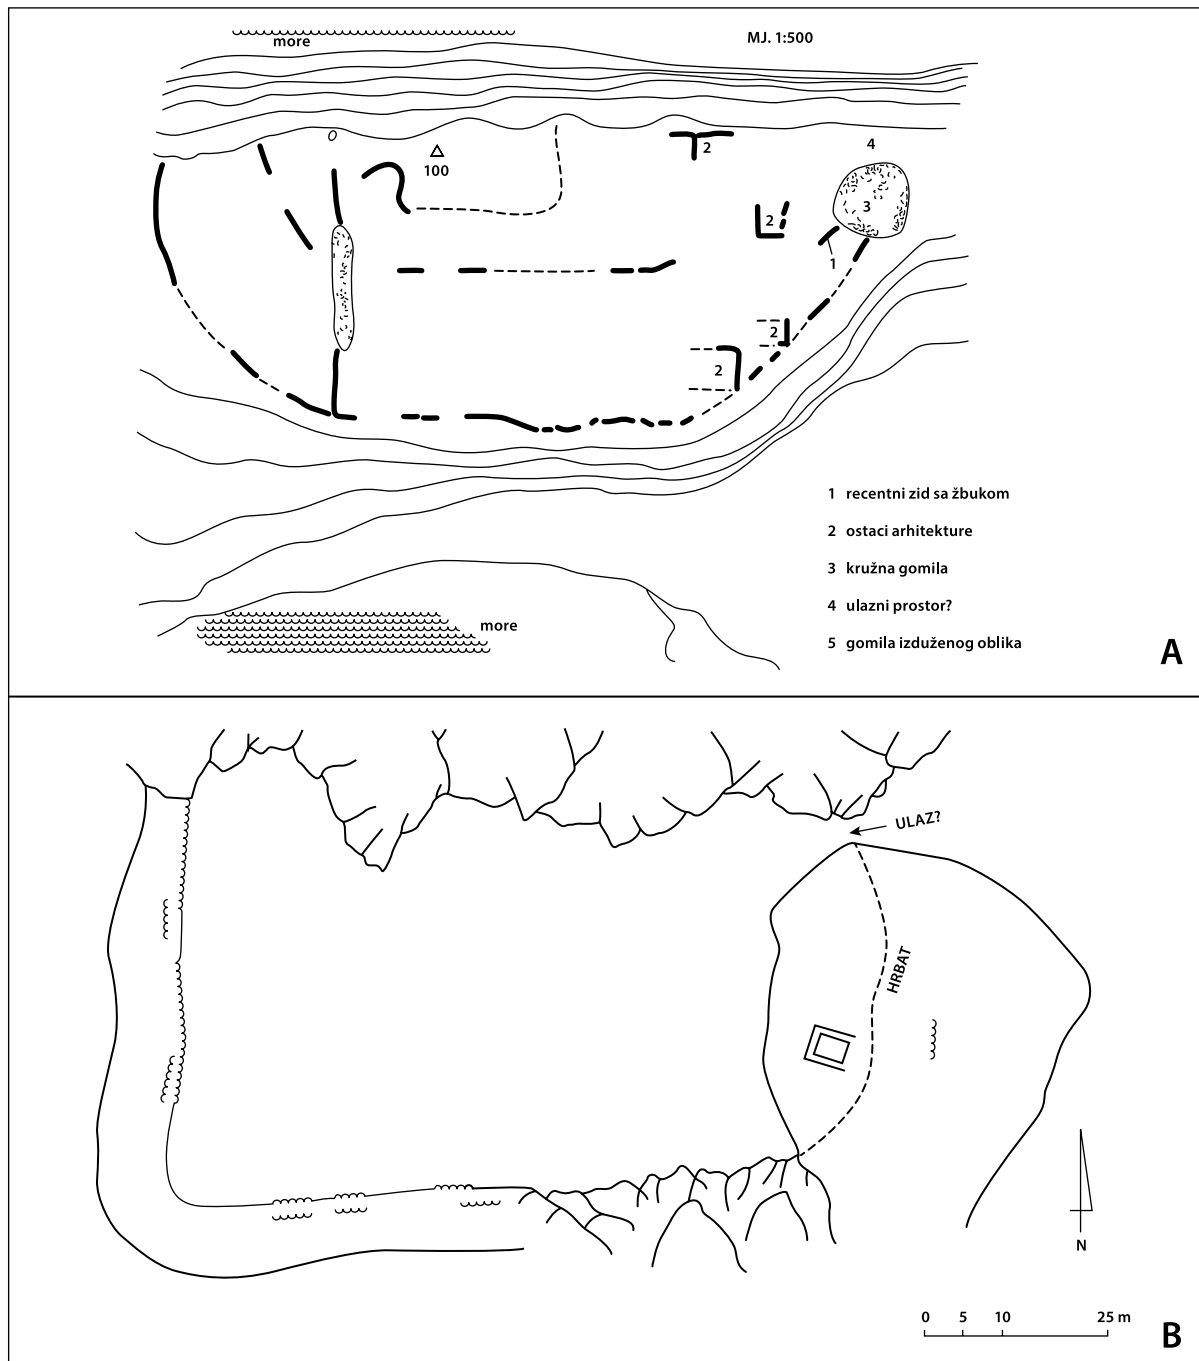 more
MJ. 1:500
2
4
100
3
2
1
2
2
1 recentni zid sa žbukom
2 ostaci arhitekture
3 kružna gomila
4 ulazni prostor?
5 gomila izduženog oblika
more
A
ULAZ?
HRBAT
N
0 5 10 25 m
B